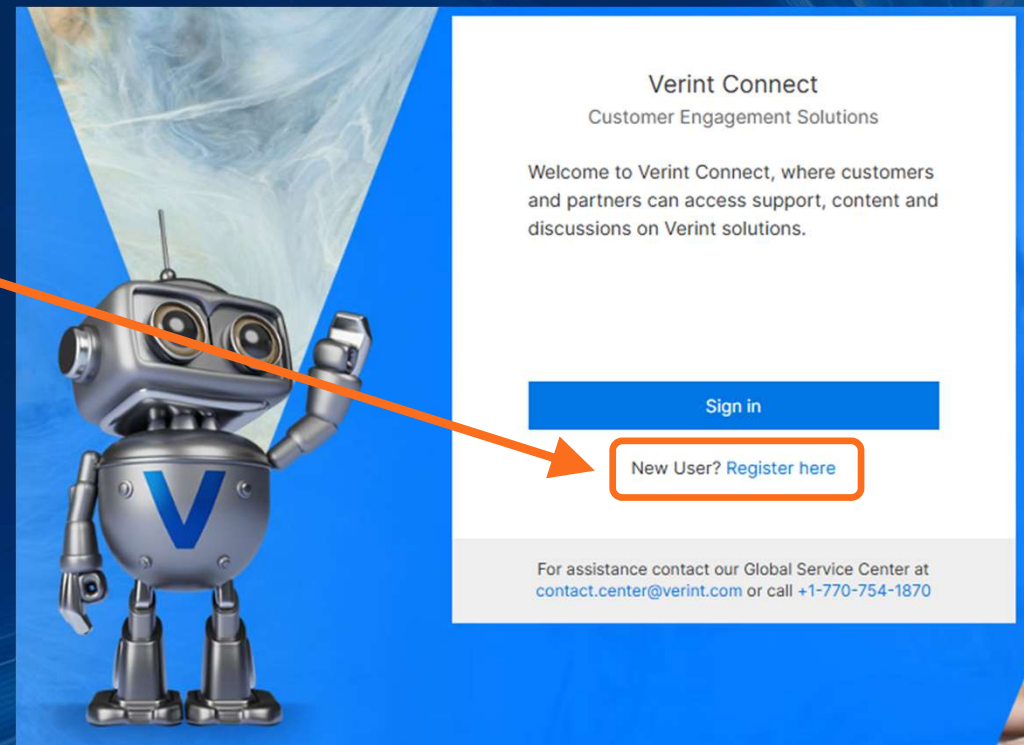 Verint Connect
Customer Engagement Solutions
Welcome to Verint Connect, where customers
and partners can access support, content and
discussions on Verint solutions.
Sign in
New User? Register here
For assistance contact our Global Service Center at
contact.center@verint.com or call +1-770-754-1870
V